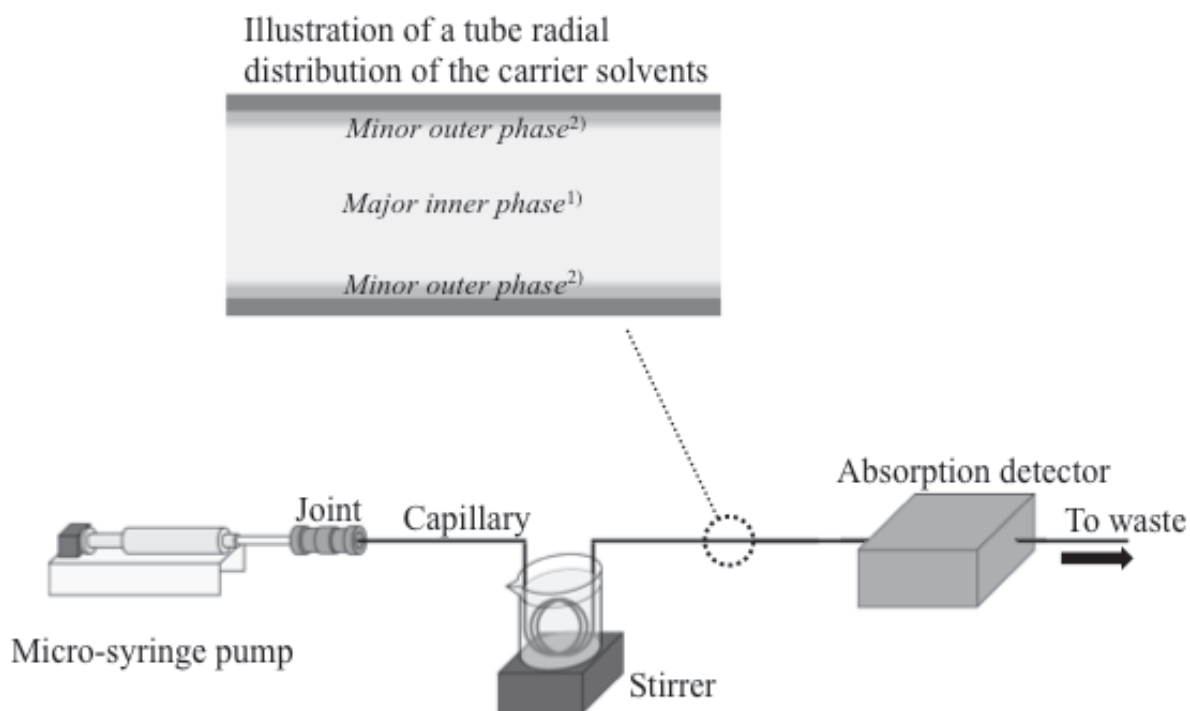 Illustration of a tube radial
distribution of the carrier solvents
Minor outer phase2)
Major inner phase1)
Minor outer phase2)
Absorption detector
Joint
Capillary
To waste
Micro-syringe pump
Stirrer